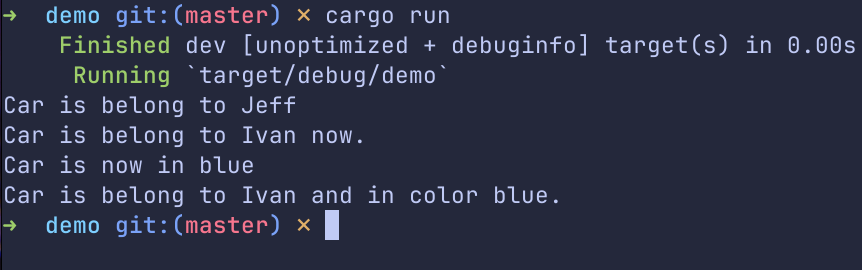 ➜  demo git:(master) ✗ cargo run
    Finished dev [unoptimized + debuginfo] target(s) in 0.00s
     Running `target/debug/demo`
Car is belong to Jeff
Car is belong to Ivan now.
Car is now in blue
Car is belong to Ivan and in color blue.
➜  demo git:(master) ✗